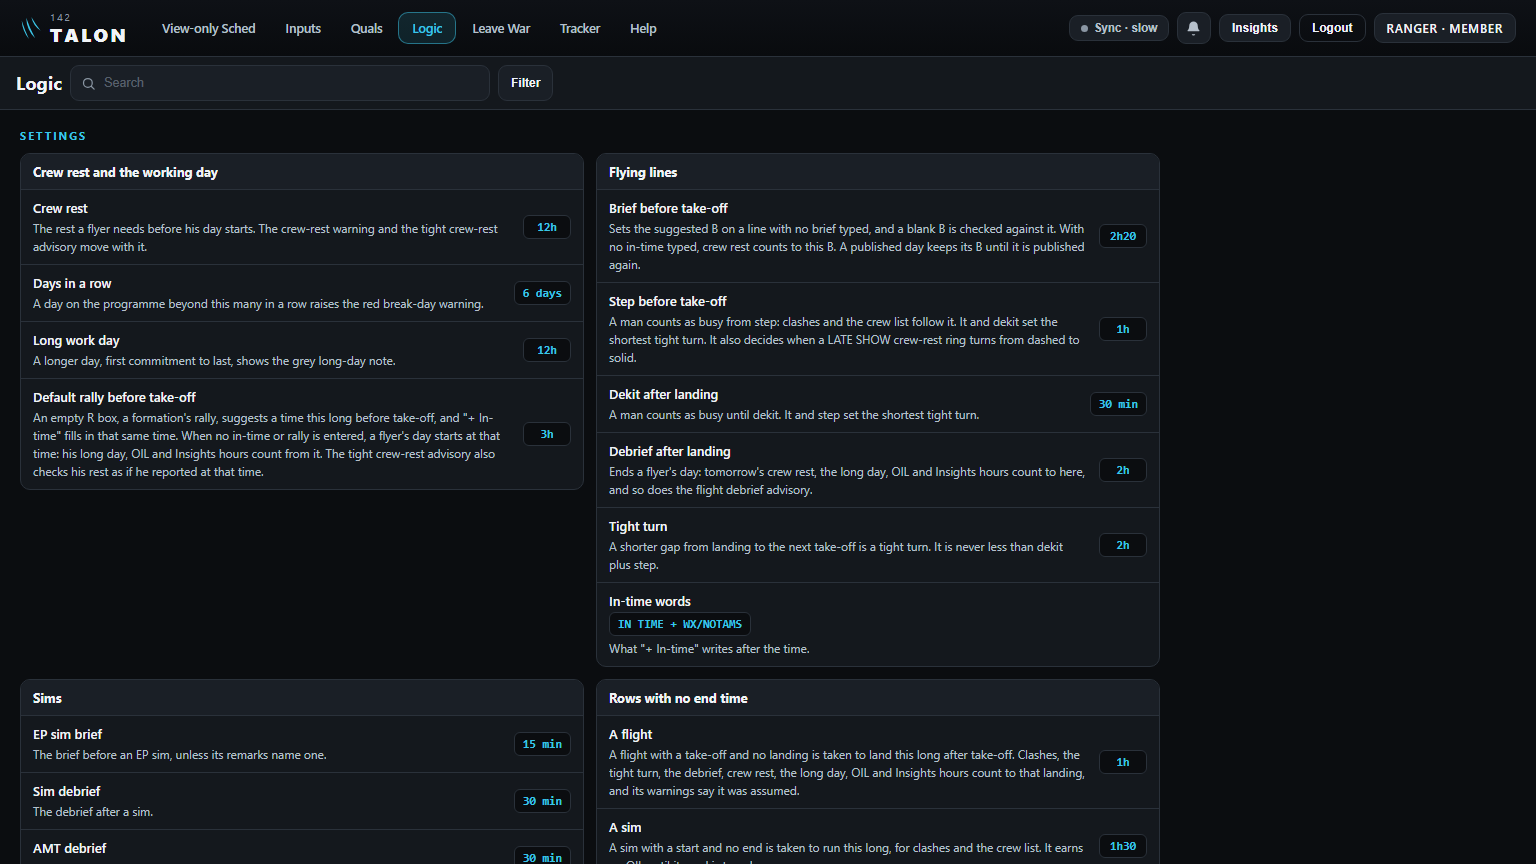 142
TALON
View-only Sched
Inputs
Quals
Logic
Leave War
Tracker
Help
Sync · slow
Insights
Logout
RANGER · MEMBER
Logic
Search
Filter
SETTINGS
Crew rest and the working day
Crew rest
The rest a flyer needs before his day starts. The crew-rest warning and the tight crew-rest
advisory move with it.
12h
Days in a row
A day on the programme beyond this many in a row raises the red break-day warning.
6 days
Long work day
A longer day, first commitment to last, shows the grey long-day note.
12h
Default rally before take-off
An empty R box, a formation's rally, suggests a time this long before take-off, and "+ In-
time" fills in that same time. When no in-time or rally is entered, a flyer's day starts at that
time: his long day, OIL and Insights hours count from it. The tight crew-rest advisory also
checks his rest as if he reported at that time.
3h
Flying lines
Brief before take-off
Sets the suggested B on a line with no brief typed, and a blank B is checked against it. With
no in-time typed, crew rest counts to this B. A published day keeps its B until it is published
again.
2h20
Step before take-off
A man counts as busy from step: clashes and the crew list follow it. It and dekit set the
shortest tight turn. It also decides when a LATE SHOW crew-rest ring turns from dashed to
solid.
1h
Dekit after landing
A man counts as busy until dekit. It and step set the shortest tight turn.
30 min
Debrief after landing
Ends a flyer's day: tomorrow's crew rest, the long day, OIL and Insights hours count to here,
and so does the flight debrief advisory.
2h
Tight turn
A shorter gap from landing to the next take-off is a tight turn. It is never less than dekit
plus step.
2h
In-time words
IN TIME + WX/NOTAMS
What "+ In-time" writes after the time.
Sims
EP sim brief
The brief before an EP sim, unless its remarks name one.
15 min
Sim debrief
The debrief after a sim.
30 min
AMT debrief
30 min
Rows with no end time
A flight
A flight with a take-off and no landing is taken to land this long after take-off. Clashes, the
tight turn, the debrief, crew rest, the long day, OIL and Insights hours count to that landing,
and its warnings say it was assumed.
1h
A sim
A sim with a start and no end is taken to run this long, for clashes and the crew list. It earns
1h30